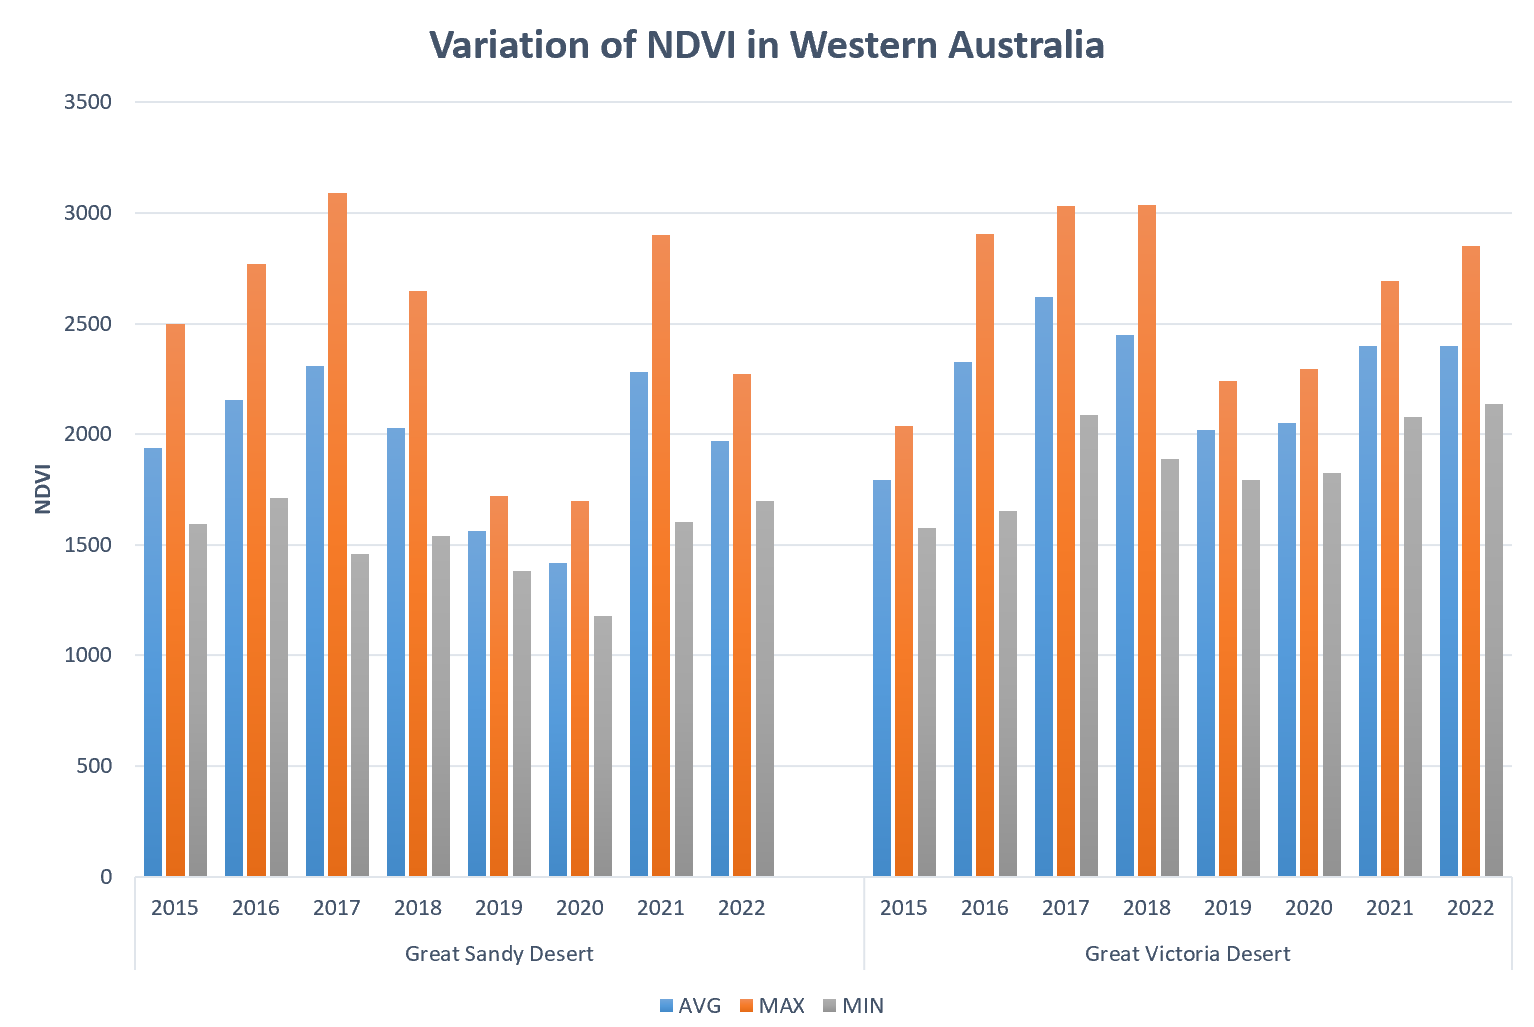 Variation of NDVI in Western Australia
3500
3000
2500
2000
1500
1000
500
0
NDVI
2015 2016 2017 2018 2019 2020 2021 2022 2015 2016 2017 2018 2019 2020 2021 2022
Great Sandy Desert Great Victoria Desert
AVG MAX MIN